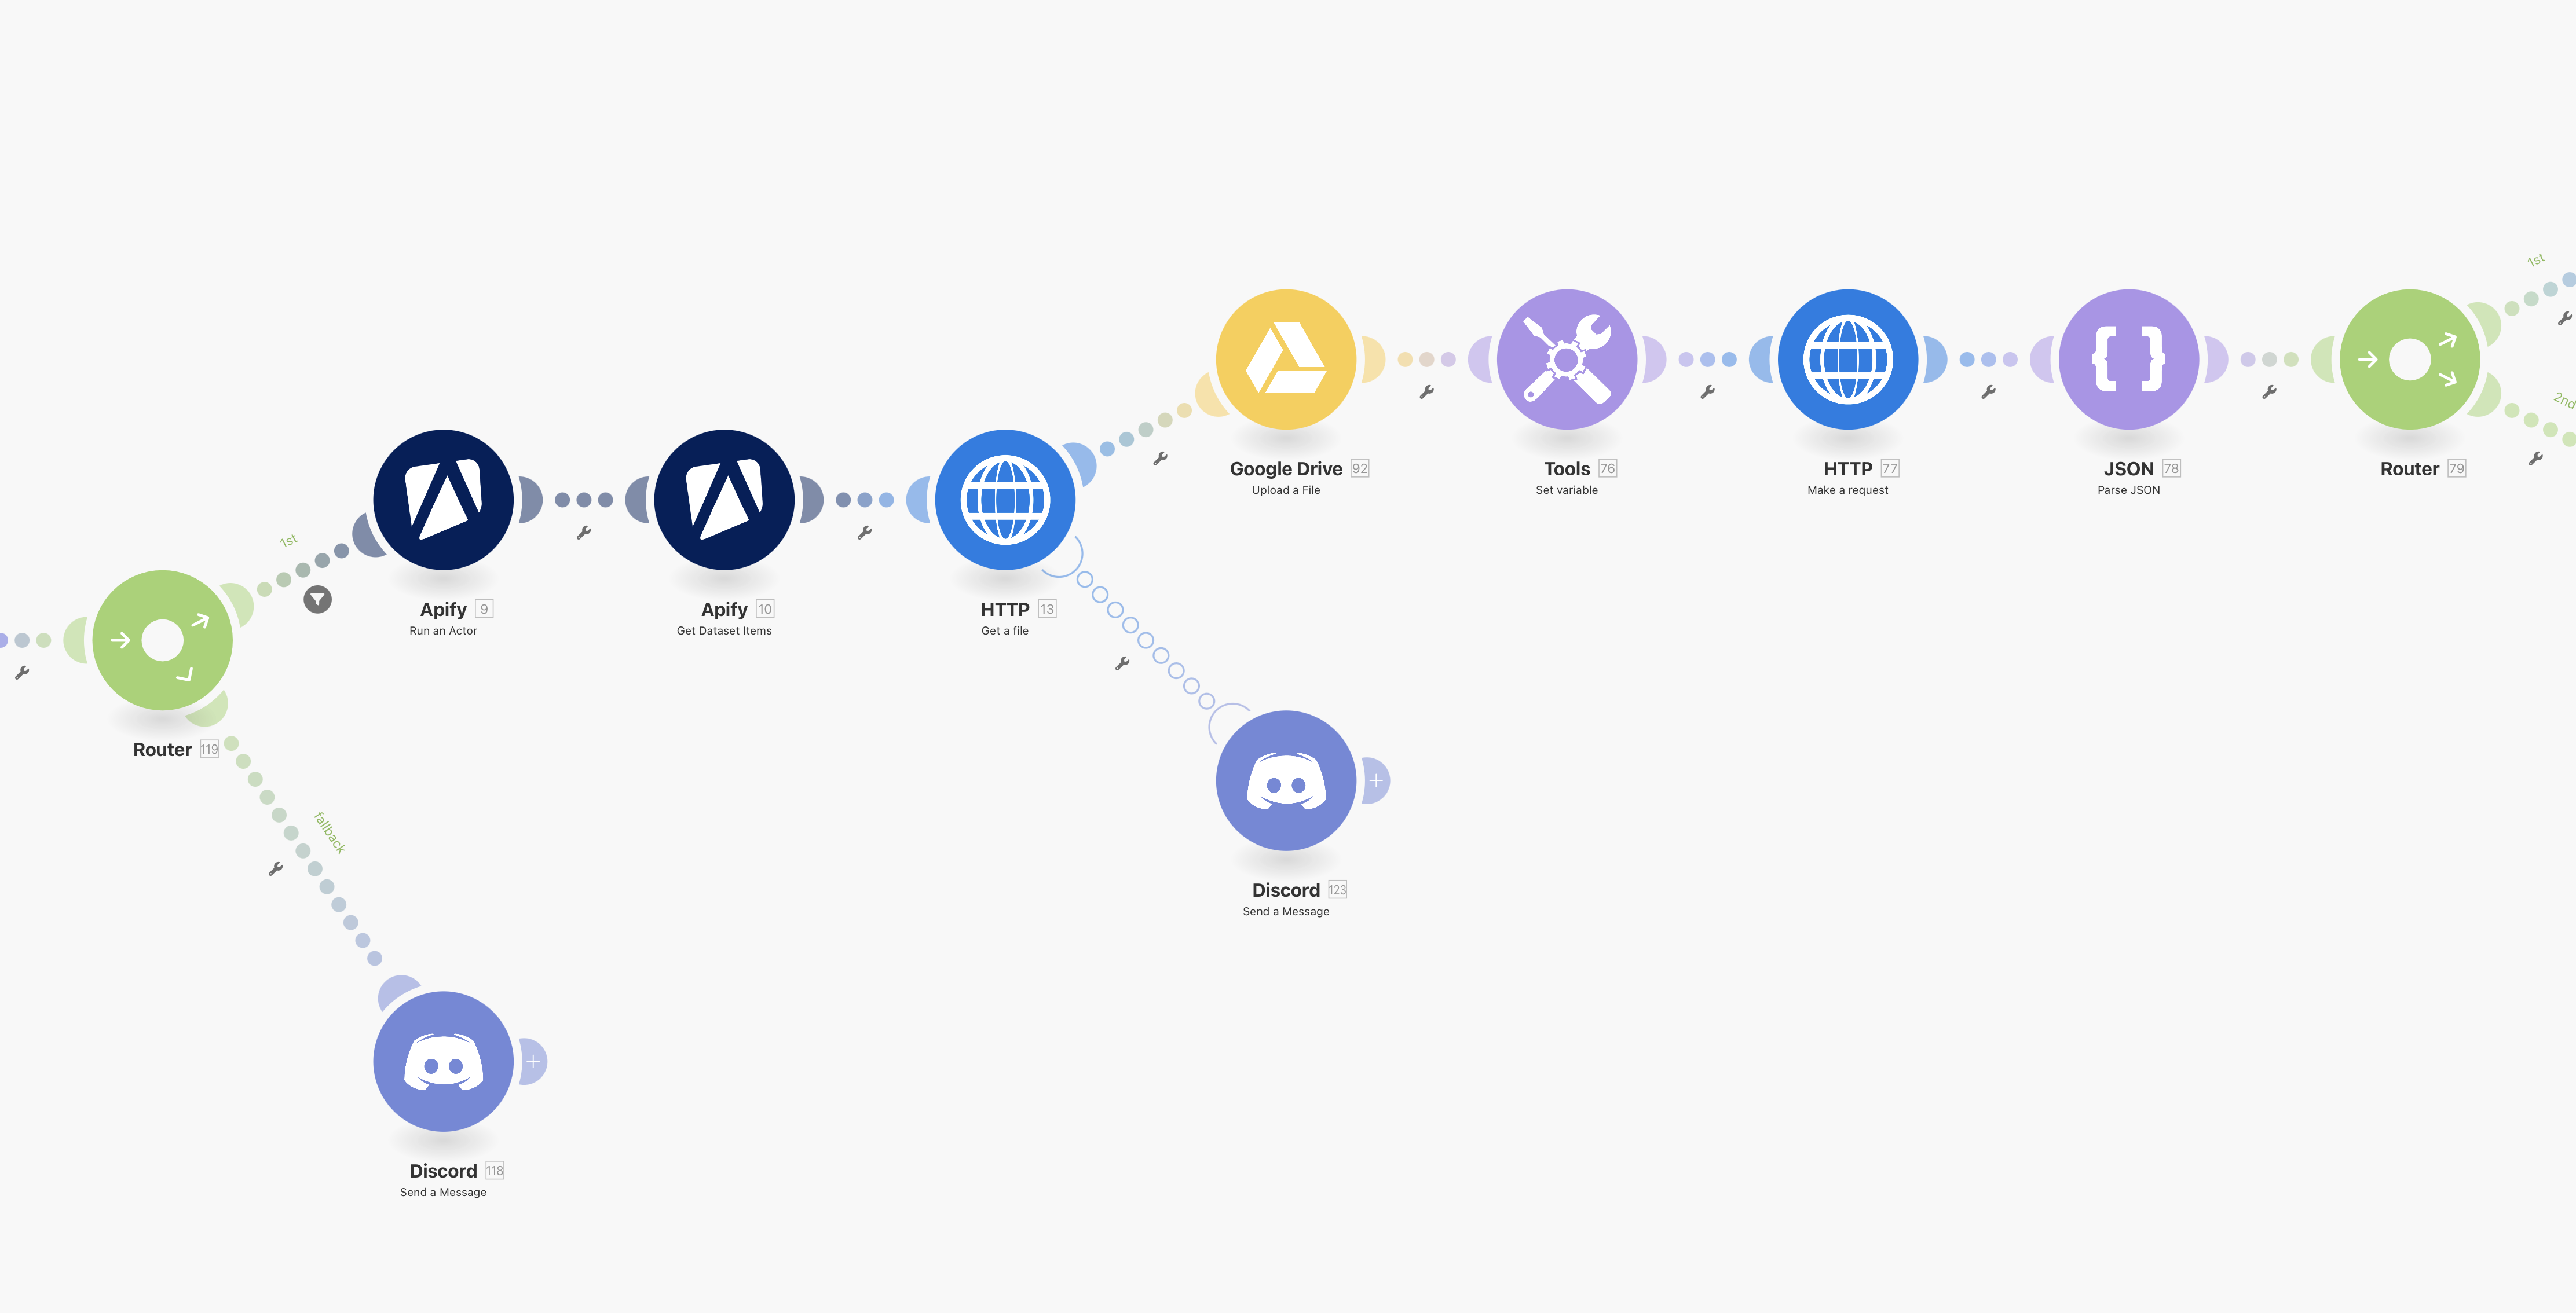 1st
Google Drive 92
Upload a File
Tools 76
Set variable
HTTP 77
Make a request
JSON 78
Parse JSON
Router 79
2nd
1st
Apify 9
Run an Actor
Apify 10
Get Dataset Items
HTTP 13
Get a file
Router 119
fallback
Discord 123
Send a Message
Discord 118
Send a Message